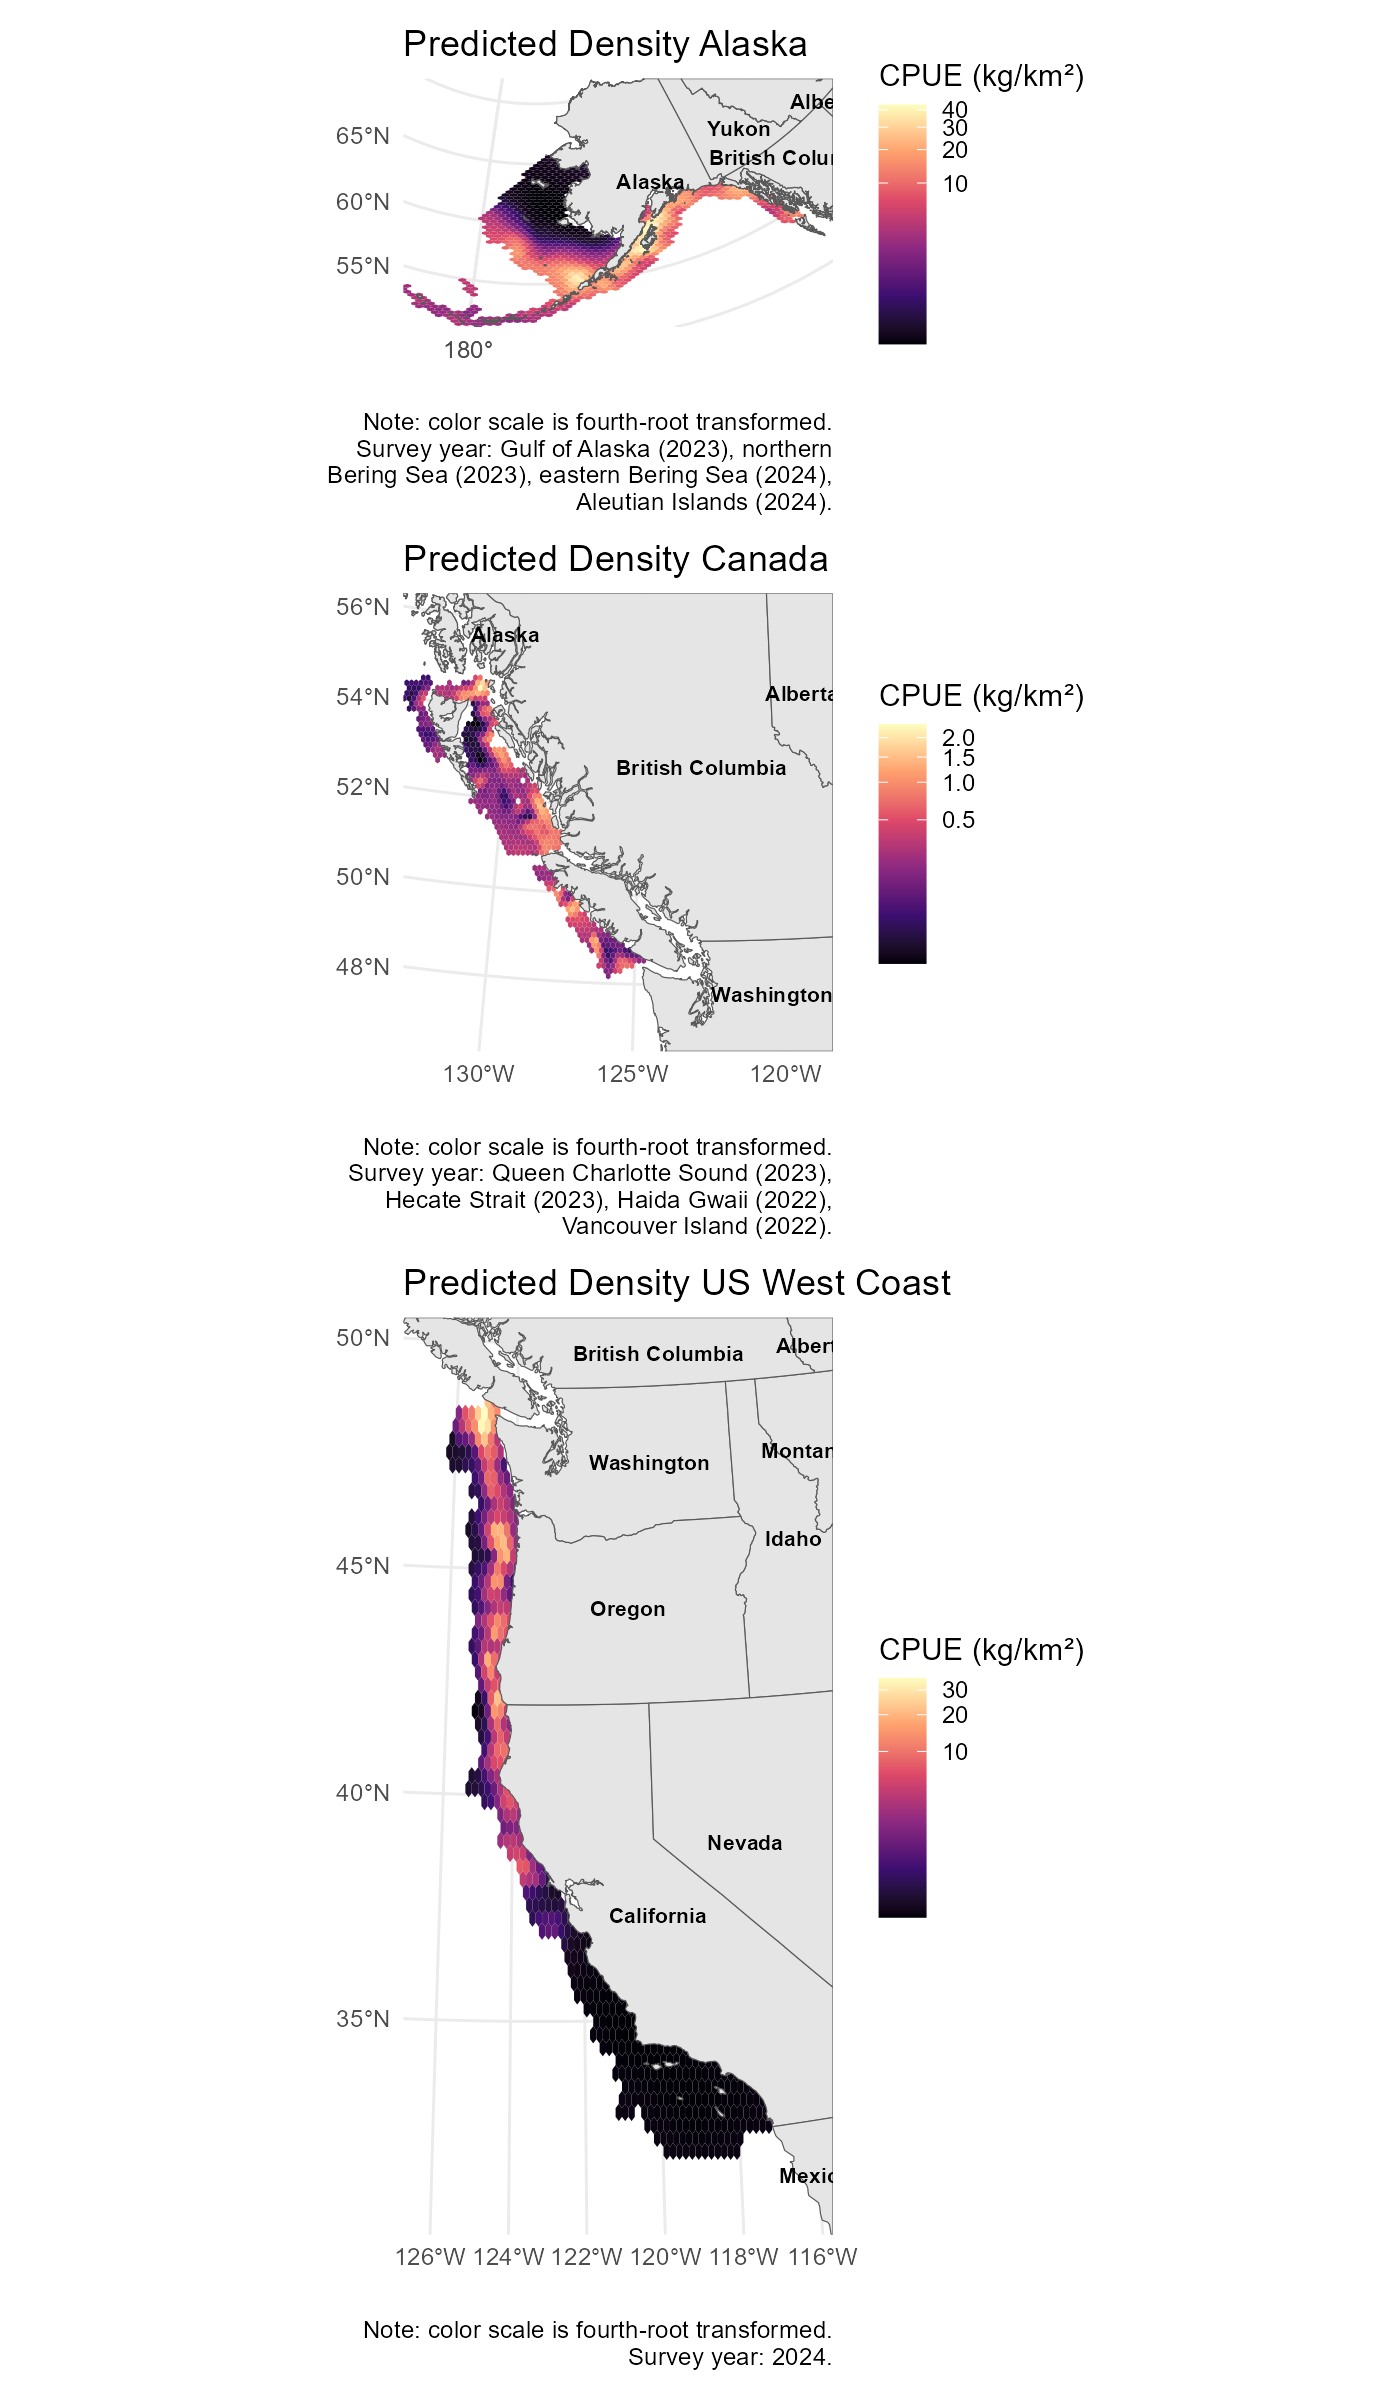 Predicted Density Alaska
CPUE (kg/km²)
40
30
20
10
65°N
60°N
55°N
180°
Albe
Yukon
British Colur
Alaska
Note: color scale is fourth-root transformed.
Survey year: Gulf of Alaska (2023), northern
Bering Sea (2023), eastern Bering Sea (2024),
Aleutian Islands (2024).
Predicted Density Canada
56°N
54°N
52°N
50°N
48°N
Alaska
Alberta
British Columbia
Washington
130°W 125°W 120°W
CPUE (kg/km²)
2.0
1.5
1.0
0.5
Note: color scale is fourth-root transformed.
Survey year: Queen Charlotte Sound (2023),
Hecate Strait (2023), Haida Gwaii (2022),
Vancouver Island (2022).
Predicted Density US West Coast
50°N
45°N
40°N
35°N
British Columbia
Albert
Washington
Montan
Idaho
Oregon
Nevada
California
Mexic
126°W 124°W 122°W 120°W 118°W 116°W
CPUE (kg/km²)
30
20
10
Note: color scale is fourth-root transformed.
Survey year: 2024.